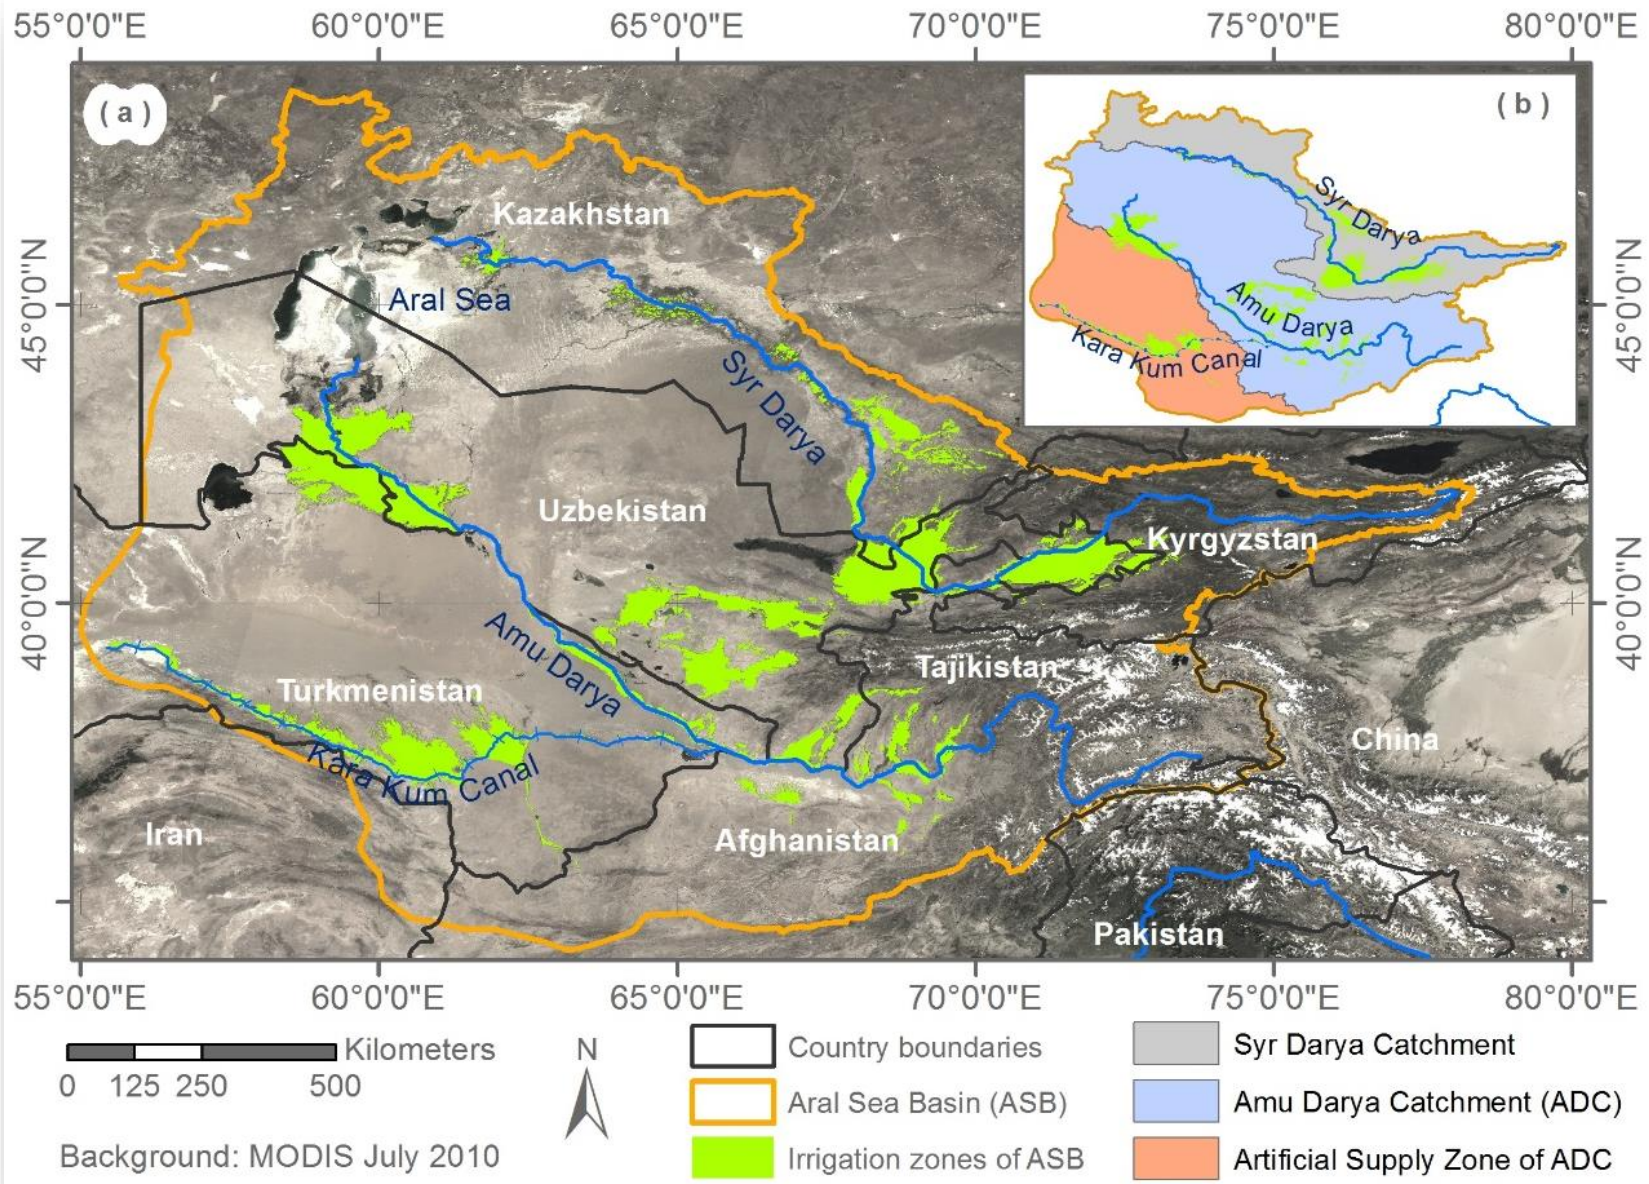 55°0'0"E 60°0'0"E 65°0'0"E 70°0'0"E 75°0'0"E 80°0'0"E
( a )
( b )
Kazakhstan
Aral Sea
Syr Darya
Uzbekistan
Kyrgyzstan
Amu Darya
Tajikistan
Turkmenistan
Kara Kum Canal
China
Iran
Afghanistan
Pakistan
Syr Darya
Amu Darya
Kara Kum Canal
45°0'0"N
40°0'0"N
45°0'0"N
40°0'0"N
55°0'0"E 60°0'0"E 65°0'0"E 70°0'0"E 75°0'0"E 80°0'0"E
Kilometers
0 125 250 500
N
Background: MODIS July 2010
Country boundaries
Aral Sea Basin (ASB)
Irrigation zones of ASB
Syr Darya Catchment
Amu Darya Catchment (ADC)
Artificial Supply Zone of ADC